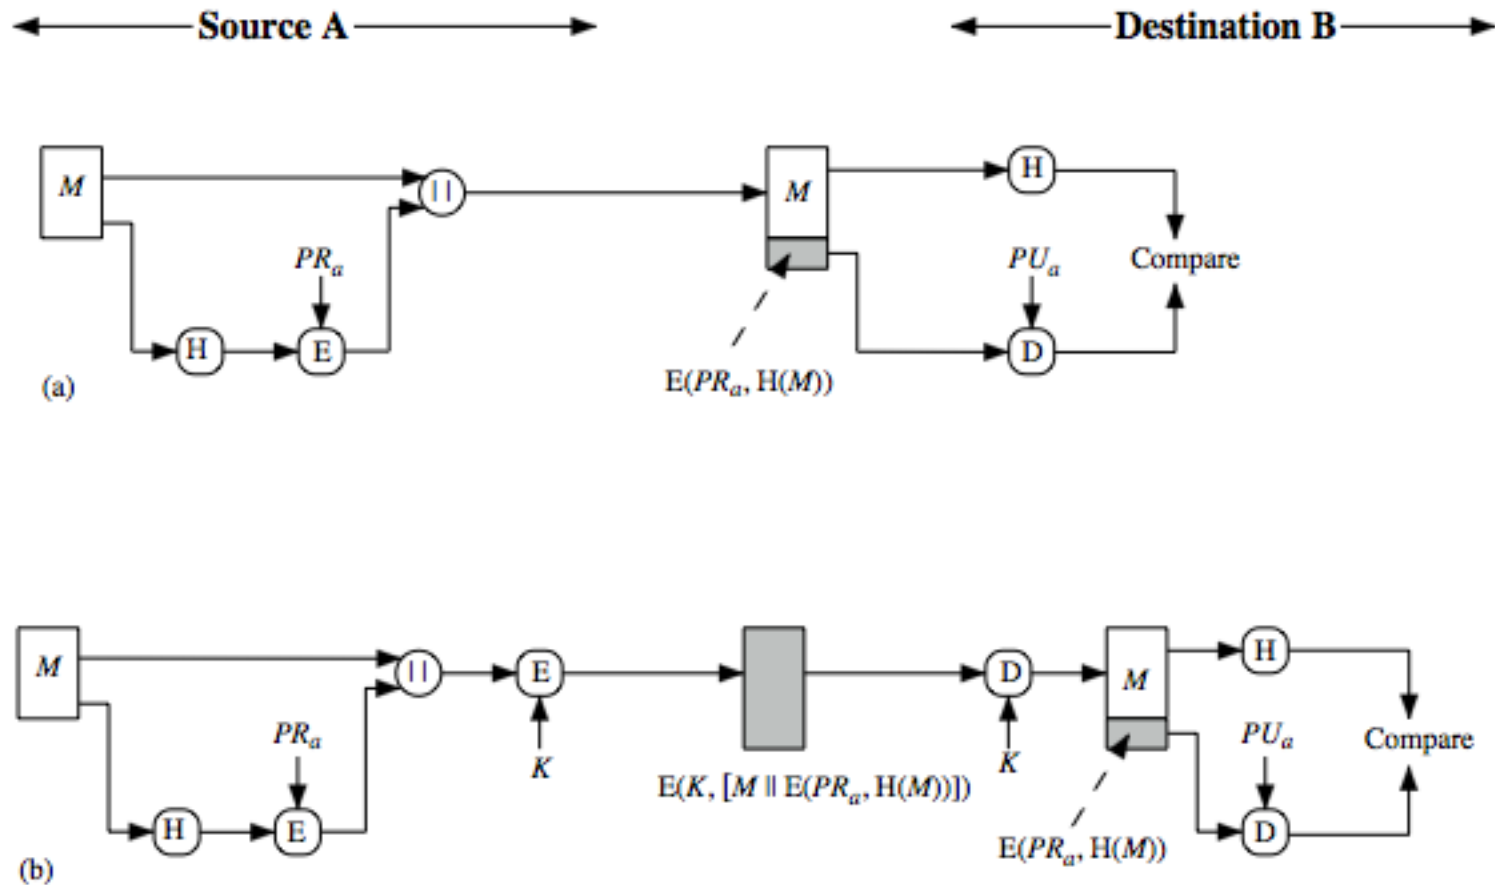 Source A Destination B
M || M H
PRa PUa Compare
H E D
E(PRa, H(M))
(a)
M || E D M H
PRa K K PUa Compare
E(K, [M || E(PRa, H(M))])
H E D
E(PRa, H(M))
(b)